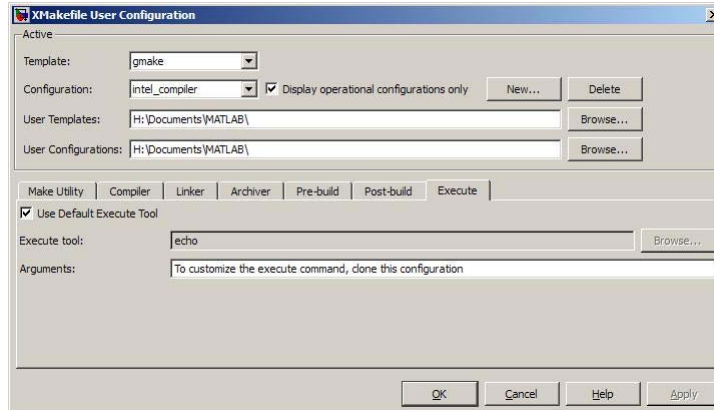 XMakefile User Configuration
Active
Template: gmake
Configuration: intel_compiler Display operational configurations only New... Delete
User Templates: H:\Documents\MATLAB\ Browse...
User Configurations: H:\Documents\MATLAB\ Browse...
Make Utility Compiler Linker Archiver Pre-build Post-build Execute
Use Default Execute Tool
Execute tool: echo Browse...
Arguments: To customize the execute command, clone this configuration
OK Cancel Help Apply